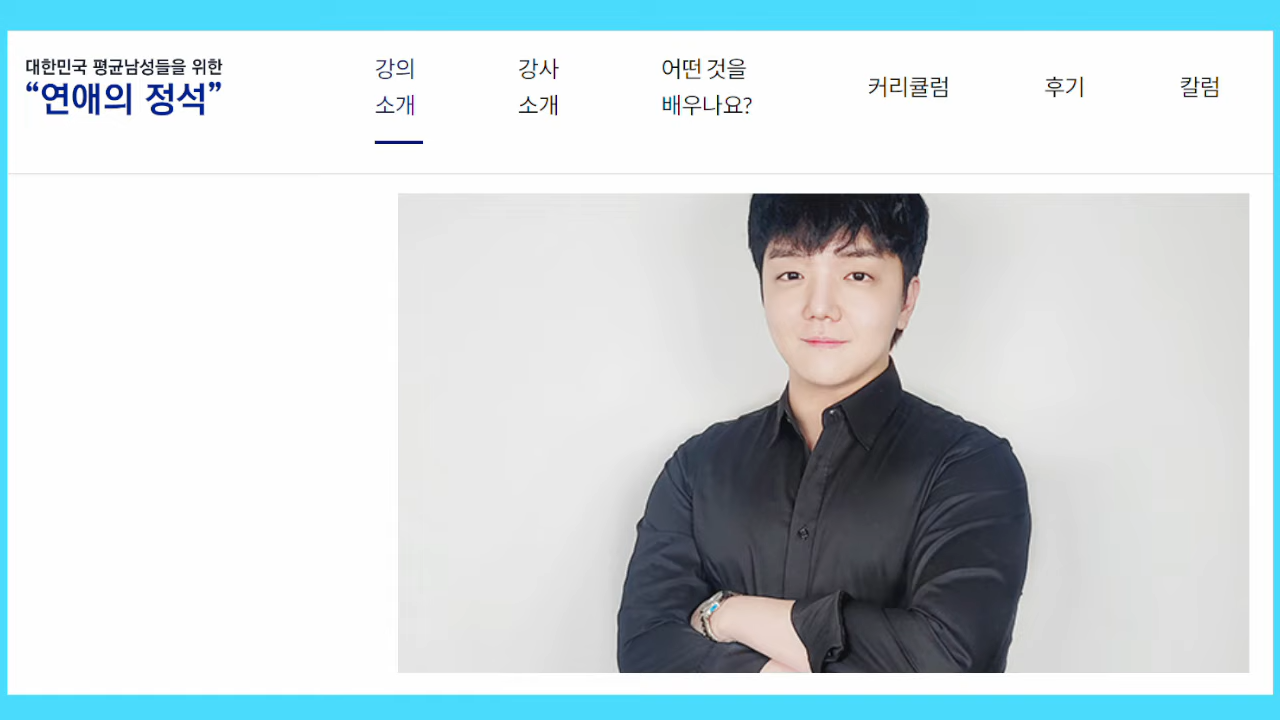 대한민국 평균남성들을 위한
“연애의 정석”
강의
소개
강사
소개
어떤 것을
배우나요?
커리큘럼
후기
칼럼